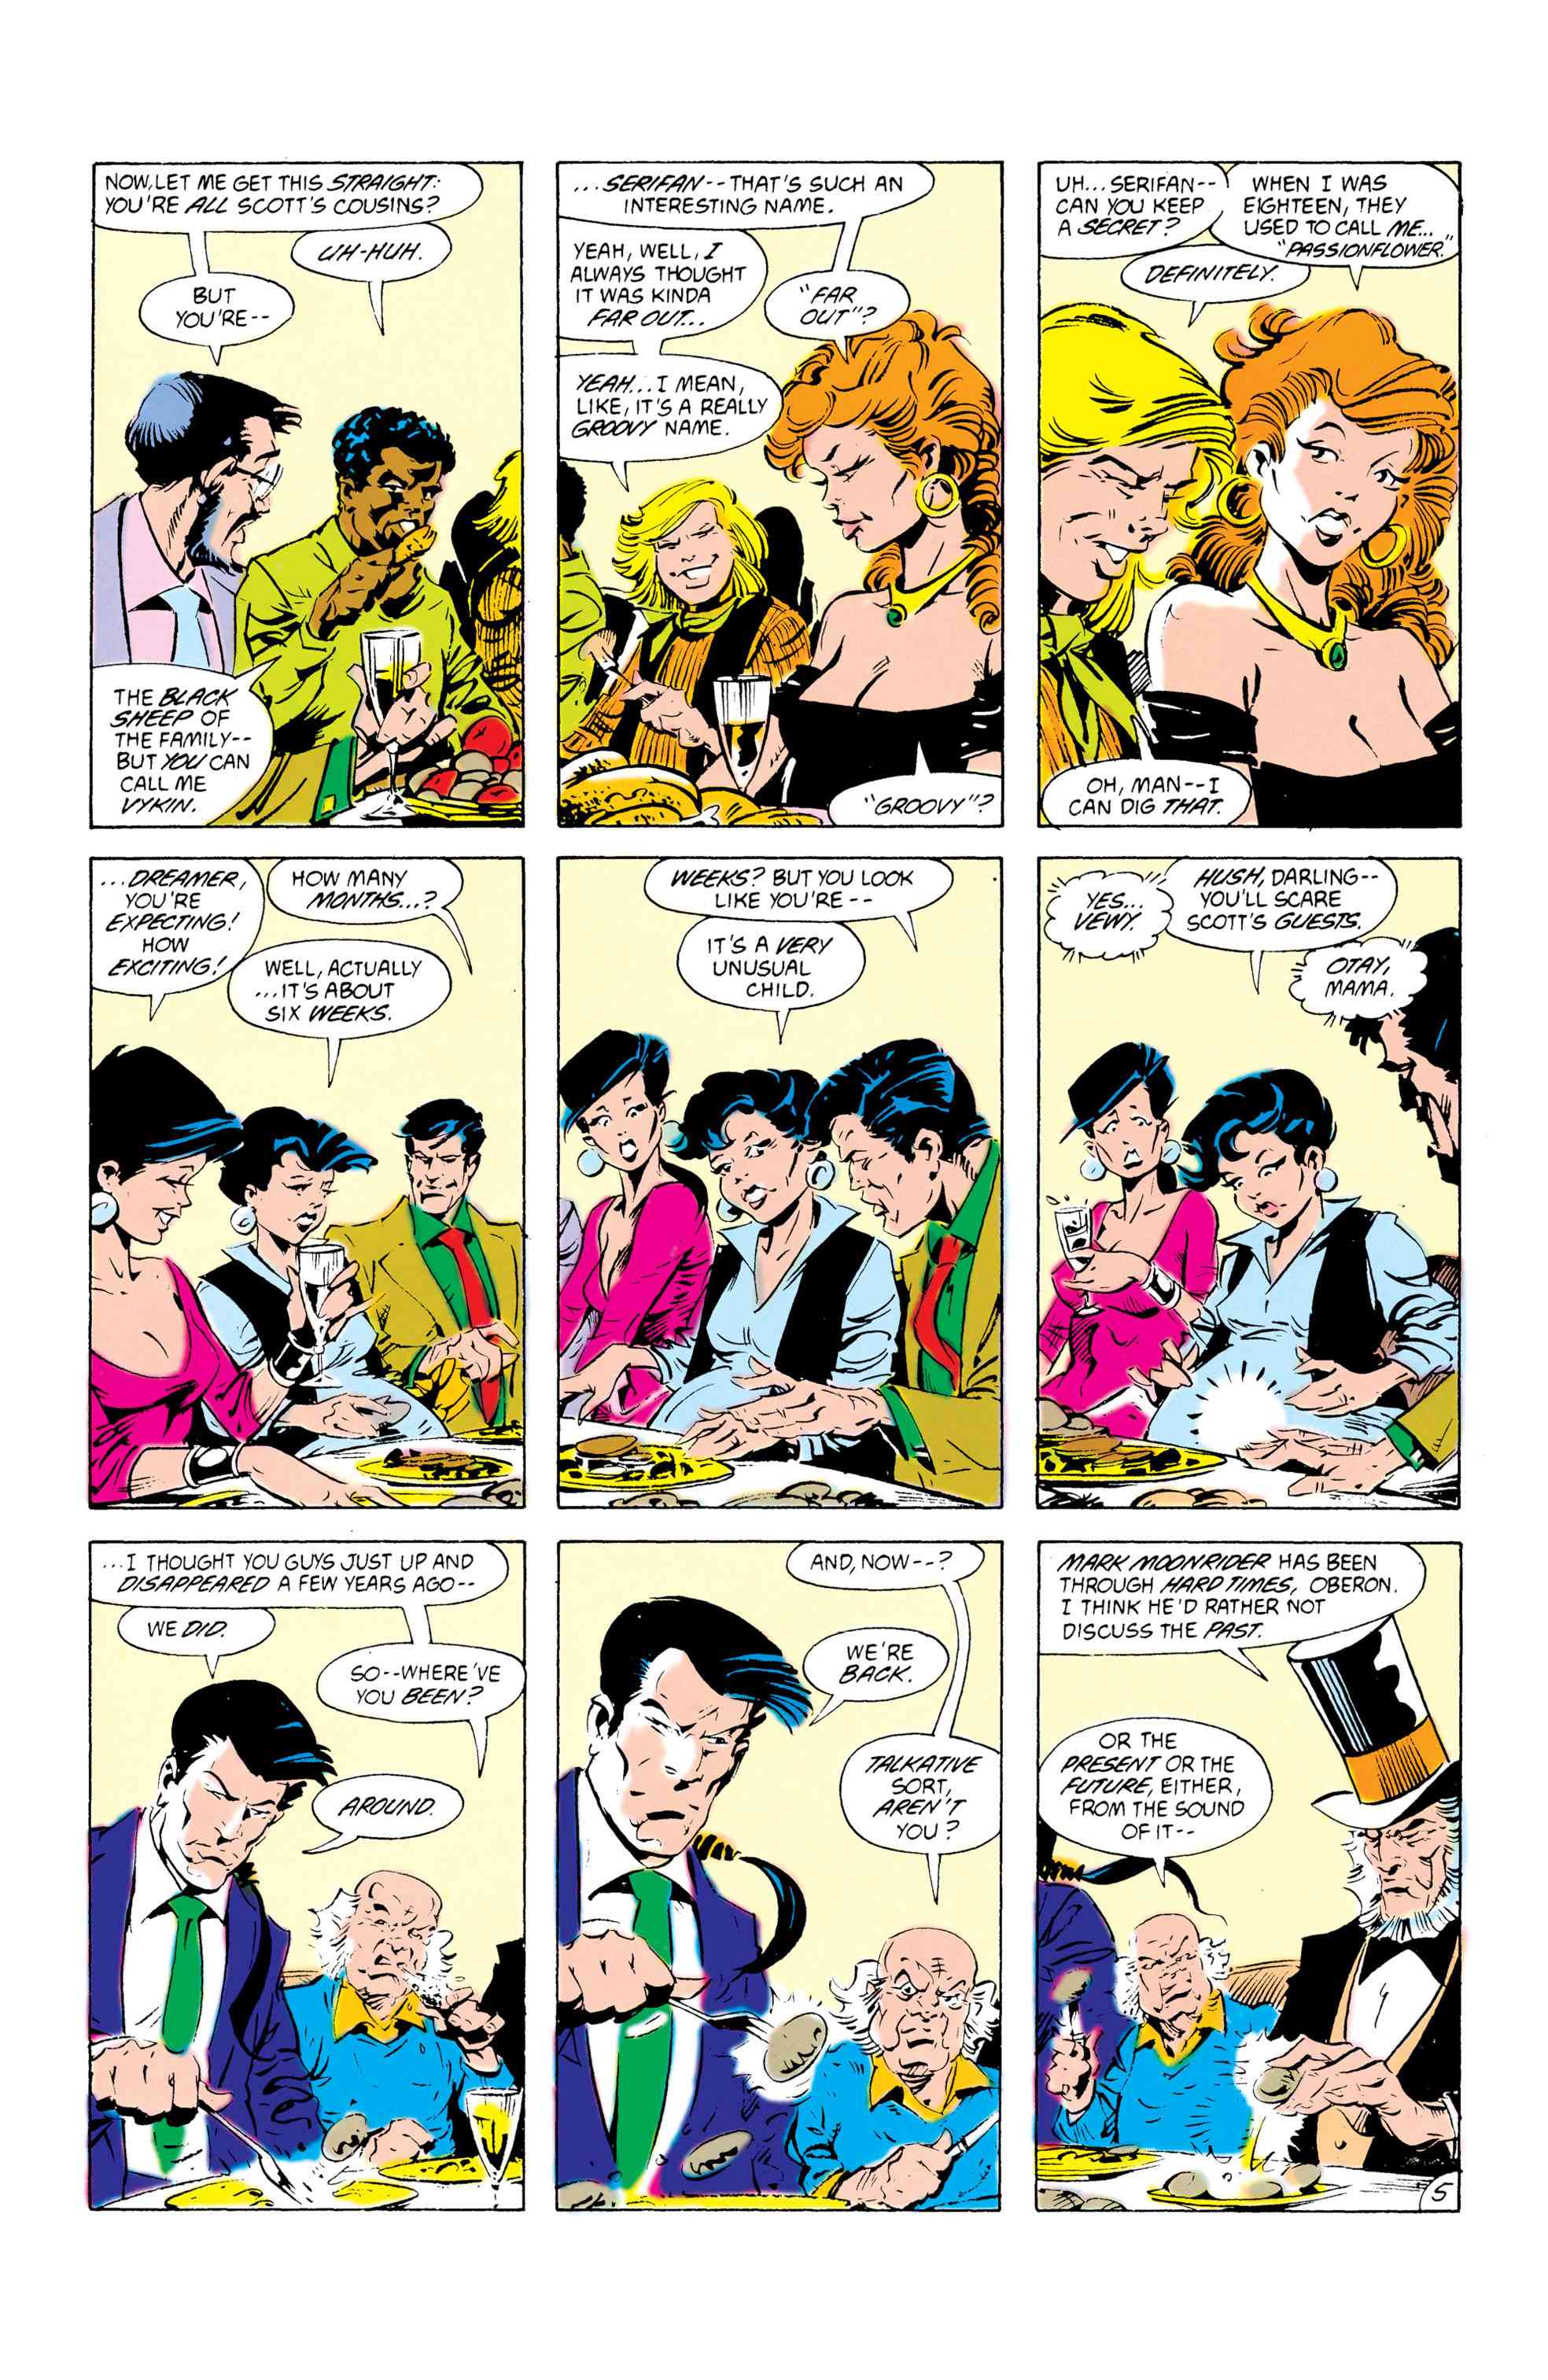 NOW, LET ME GET THIS STRAIGHT:
YOU'RE ALL SCOTT'S COUSINS?
UH-HUH.
BUT
YOU'RE--
THE BLACK
SHEEP OF
THE FAMILY--
BUT YOU CAN
CALL ME
VYKIN.
...SERIFAN--THAT'S SUCH AN
INTERESTING NAME.
YEAH, WELL, I
ALWAYS THOUGHT
IT WAS KINDA
FAR OUT...
"FAR
OUT"?
YEAH...I MEAN,
LIKE, IT'S A REALLY
GROOVY NAME.
"GROOVY"?
UH...SERIFAN--
CAN YOU KEEP
A SECRET?
DEFINITELY.
WHEN I WAS
EIGHTEEN, THEY
USED TO CALL ME...
"PASSIONFLOWER."
OH, MAN--I
CAN DIG THAT.
...DREAMER,
YOU'RE
EXPECTING!
HOW
EXCITING!
HOW MANY
MONTHS...?
WELL, ACTUALLY
...IT'S ABOUT
SIX WEEKS.
WEEKS? BUT YOU LOOK
LIKE YOU'RE--
IT'S A VERY
UNUSUAL
CHILD.
YES...
VEWY.
HUSH, DARLING--
YOU'LL SCARE
SCOTT'S GUESTS.
OTAY,
MAMA.
...I THOUGHT YOU GUYS JUST UP AND
DISAPPEARED A FEW YEARS AGO--
WE DID.
SO--WHERE'VE
YOU BEEN?
AROUND.
AND, NOW--?
WE'RE
BACK.
TALKATIVE
SORT,
AREN'T
YOU?
MARK MOONRIDER HAS BEEN
THROUGH HARD TIMES, OBERON.
I THINK HE'D RATHER NOT
DISCUSS THE PAST.
OR THE
PRESENT OR THE
FUTURE, EITHER,
FROM THE SOUND
OF IT--
5